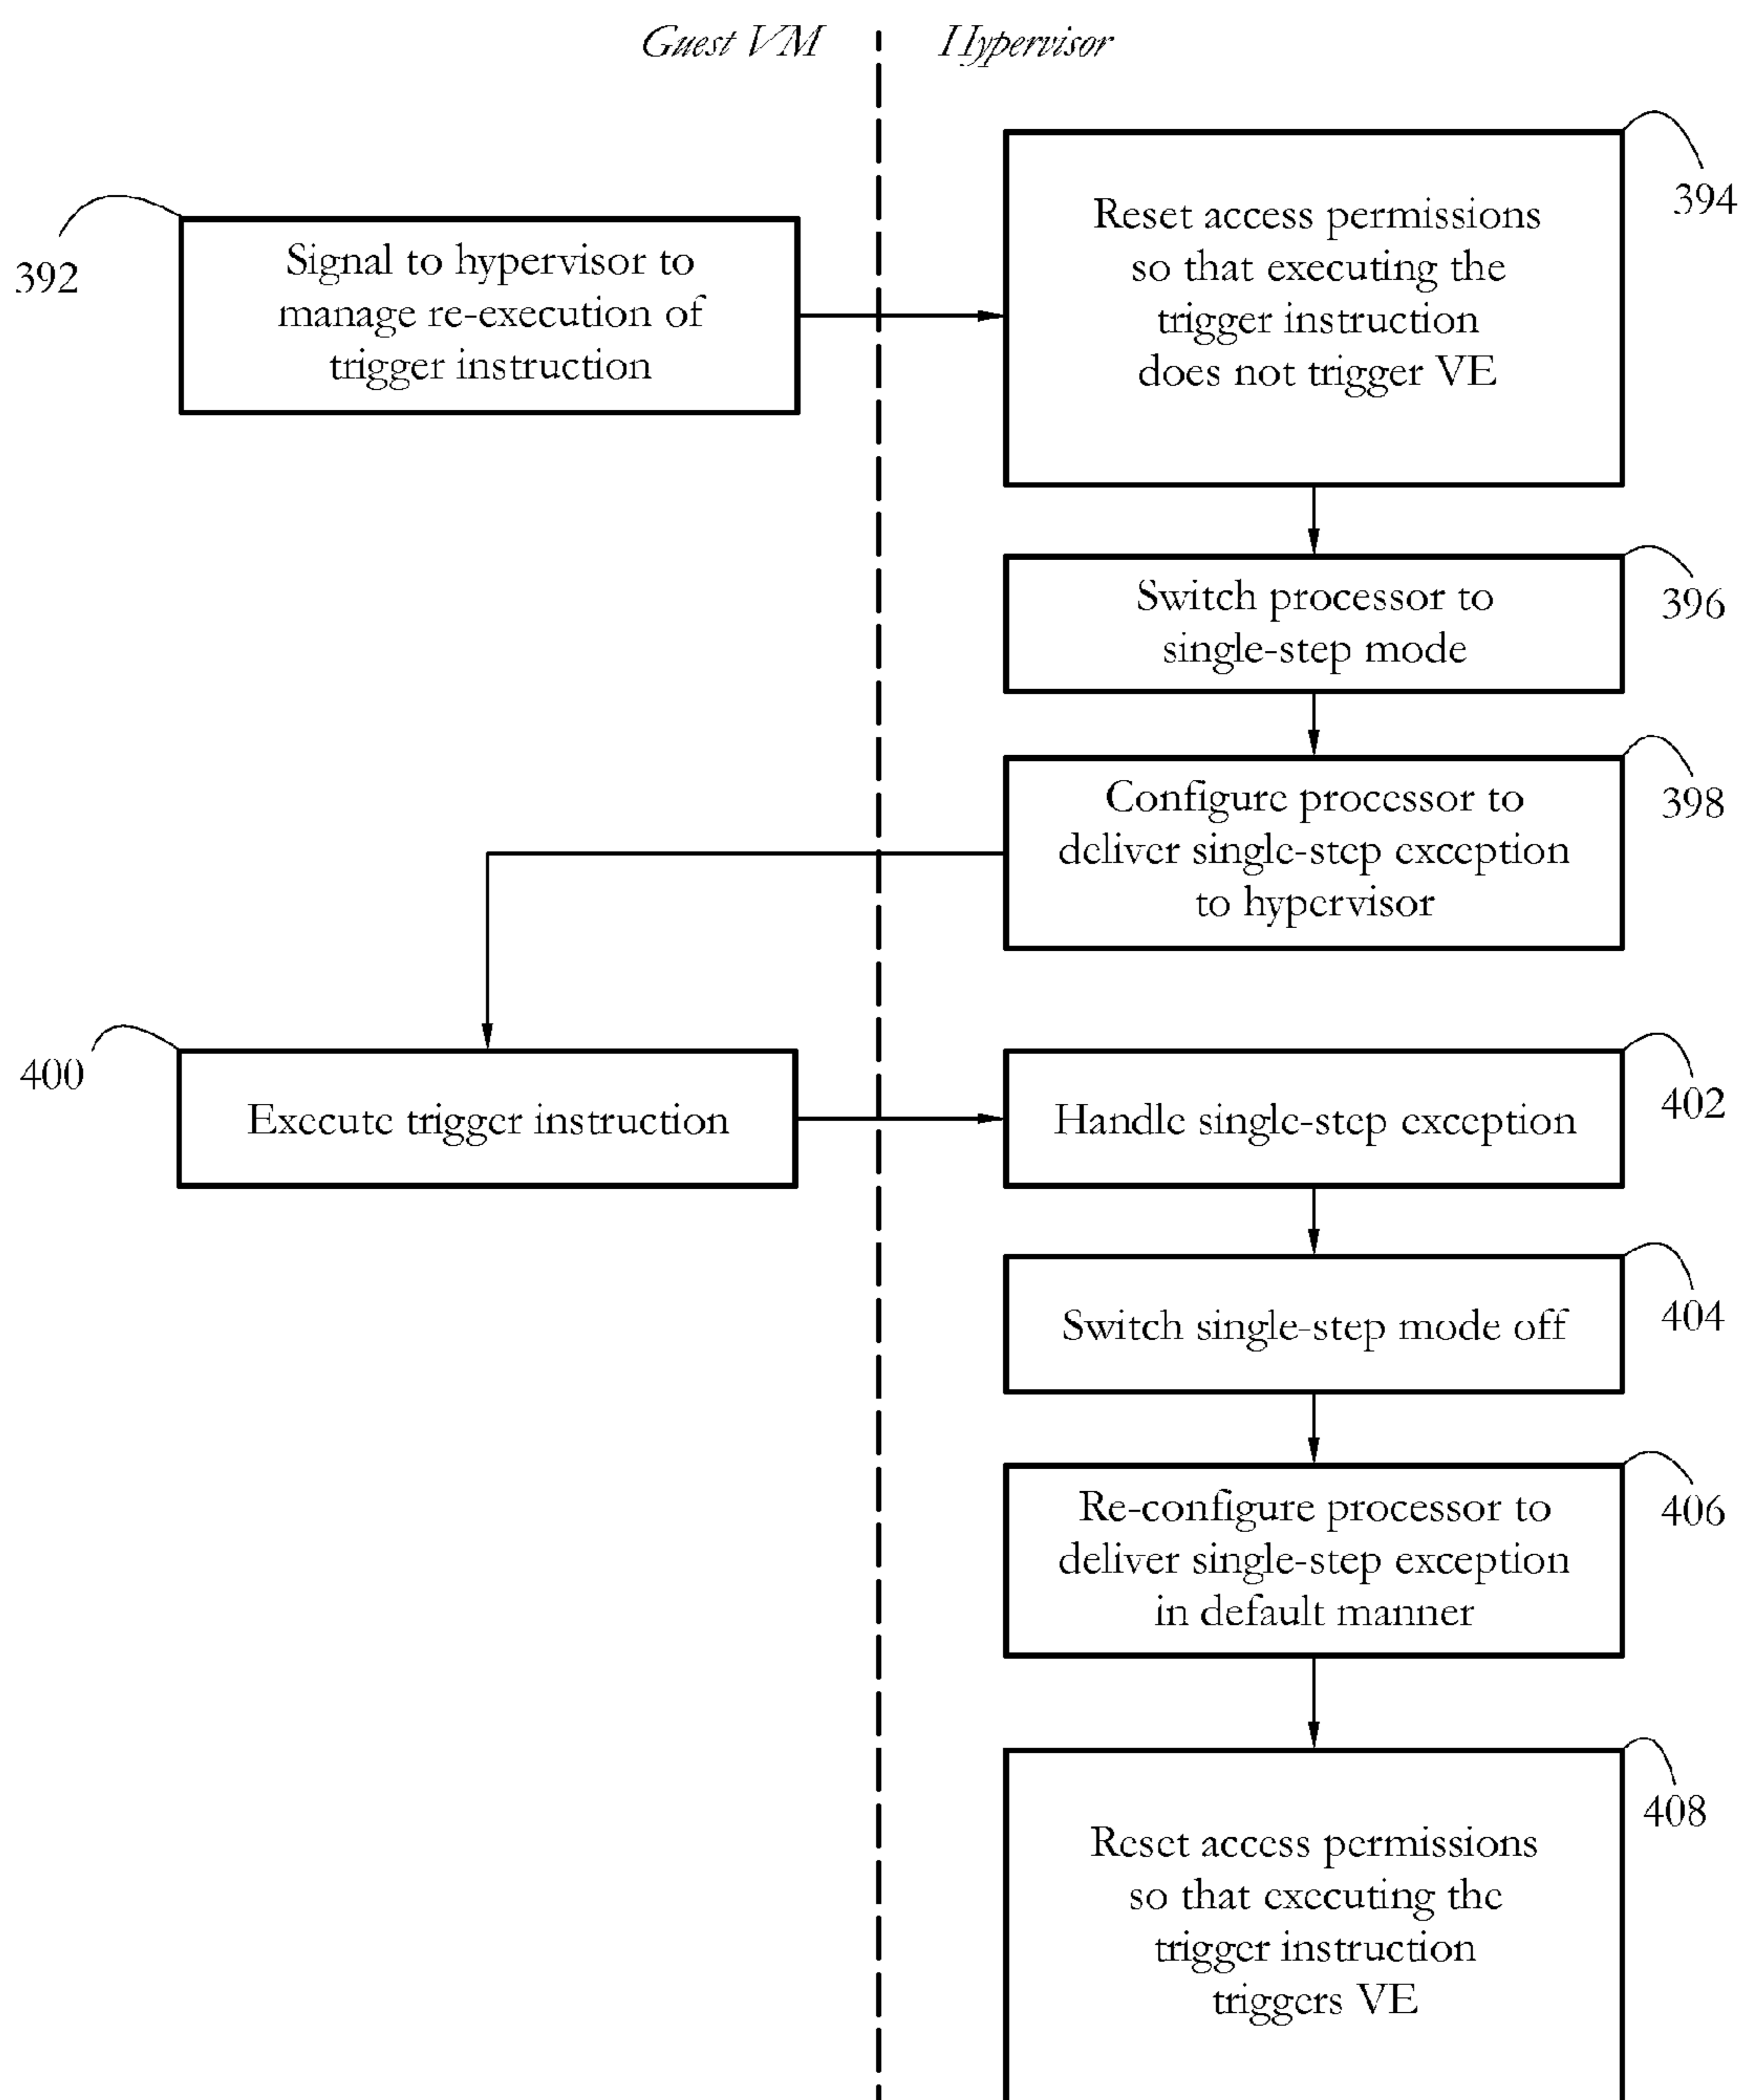 Guest VM
Hypervisor
394
Reset access permissions
so that executing the
trigger instruction
does not trigger VE
392
Signal to hypervisor to
manage re-execution of
trigger instruction
396
Switch processor to
single-step mode
398
Configure processor to
deliver single-step exception
to hypervisor
400
Execute trigger instruction
402
Handle single-step exception
404
Switch single-step mode off
406
Re-configure processor to
deliver single-step exception
in default manner
408
Reset access permissions
so that executing the
trigger instruction
triggers VE